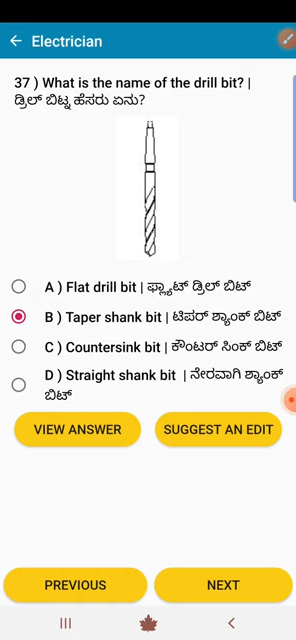 Electrician
37 ) What is the name of the drill bit? |
ಡ್ರಿಲ್ ಬಿಟ್ನ ಹೆಸರು ಏನು?
A ) Flat drill bit | ಫ್ಲ್ಯಾಟ್ ಡ್ರಿಲ್ ಬಿಟ್
B ) Taper shank bit | ಟಿಪರ್ ಶ್ಯಾಂಕ್ ಬಿಟ್
C ) Countersink bit | ಕೌಂಟರ್ ಸಿಂಕ್ ಬಿಟ್
D ) Straight shank bit | ನೇರವಾಗಿ ಶ್ಯಾಂಕ್
ಬಿಟ್
VIEW ANSWER
SUGGEST AN EDIT
PREVIOUS
NEXT